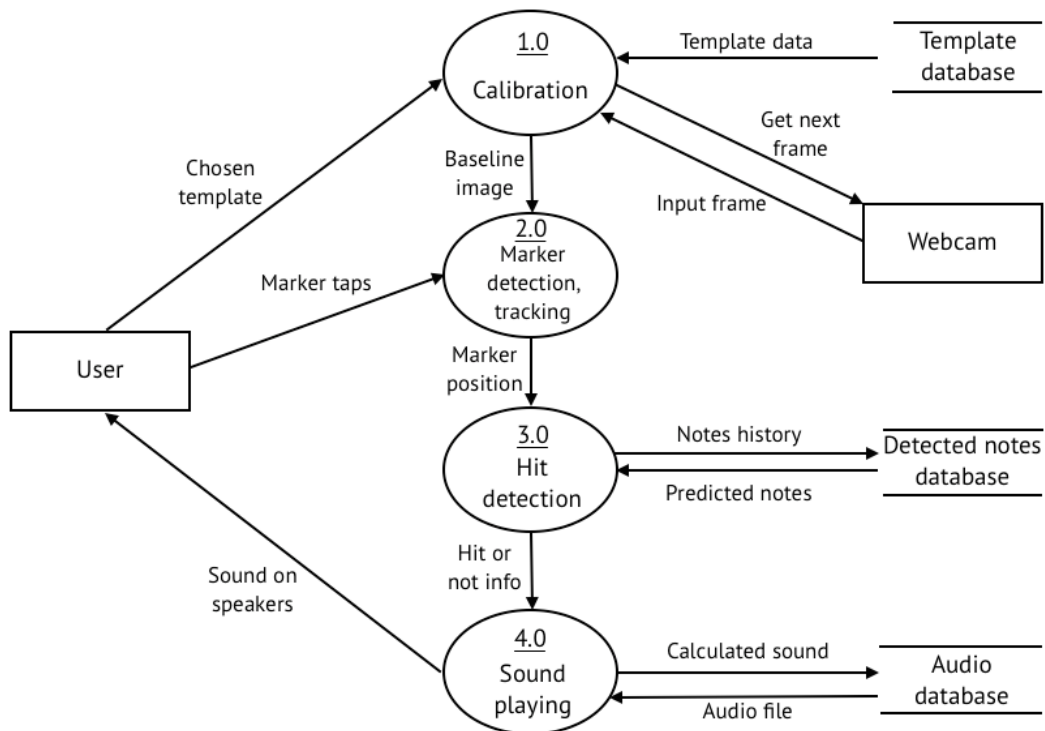 1.0
Calibration
Template data
Template
database
Get next
frame
Input frame
Webcam
Chosen
template
Baseline
image
2.0
Marker
detection,
tracking
Marker taps
User
Marker
position
3.0
Hit
detection
Notes history
Predicted notes
Detected notes
database
Hit or
not info
Sound on
speakers
4.0
Sound
playing
Calculated sound
Audio file
Audio
database